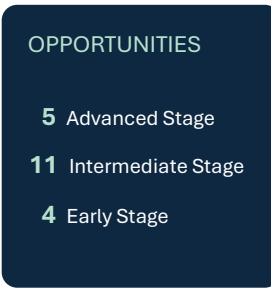 OPPORTUNITIES
5 Advanced Stage
11 Intermediate Stage
4 Early Stage